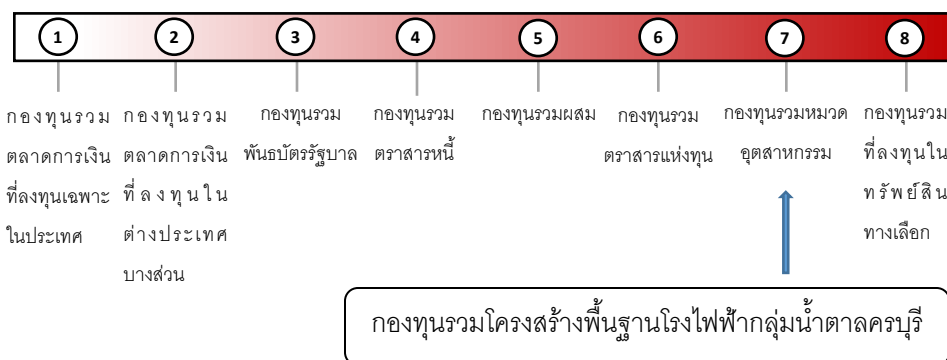 1 2 3 4 5 6 7 8
กองทุนรวม
ตลาดการเงิน
ที่ลงทุนเฉพาะ
ในประเทศ
กองทุนรวม
ตลาดการเงิน
ที่ลงทุนใน
ต่างประเทศ
บางส่วน
กองทุนรวม
พันธบัตรรัฐบาล
กองทุนรวม
ตราสารหนี้
กองทุนรวมผสม
กองทุนรวม
ตราสารแห่งทุน
กองทุนรวมหมวด
อุตสาหกรรม
กองทุนรวม
ที่ลงทุนใน
ทรัพย์สิน
ทางเลือก
กองทุนรวมโครงสร้างพื้นฐานโรงไฟฟ้ากลุ่มน้ำตาลครบุรี